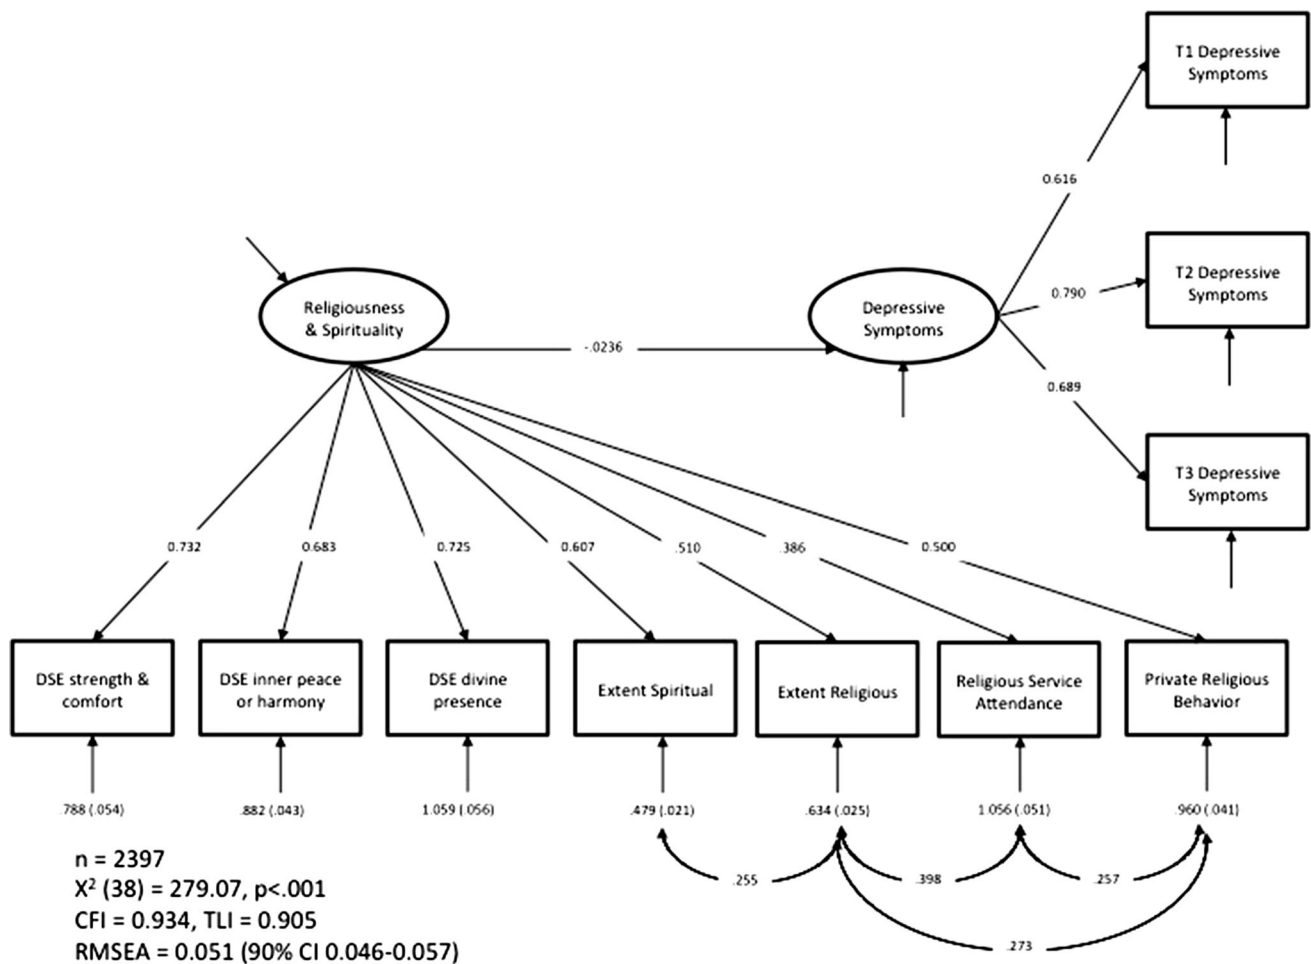 T1 Depressive
Symptoms
0.616
T2 Depressive
Symptoms
0.790
Religiousness
& Spirituality
Depressive
Symptoms
-.0236
0.689
T3 Depressive
Symptoms
0.732
0.683
0.725
0.607
.510
.386
0.500
DSE strength &
comfort
DSE inner peace
or harmony
DSE divine
presence
Extent Spiritual
Extent Religious
Religious Service
Attendance
Private Religious
Behavior
.788 (.054)
.882 (.043)
1.059 (.056)
.479 (.021)
.634 (.025)
1.056 (.051)
.960 (.041)
.255
.398
.257
.273
n = 2397
X² (38) = 279.07, p<.001
CFI = 0.934, TLI = 0.905
RMSEA = 0.051 (90% CI 0.046-0.057)